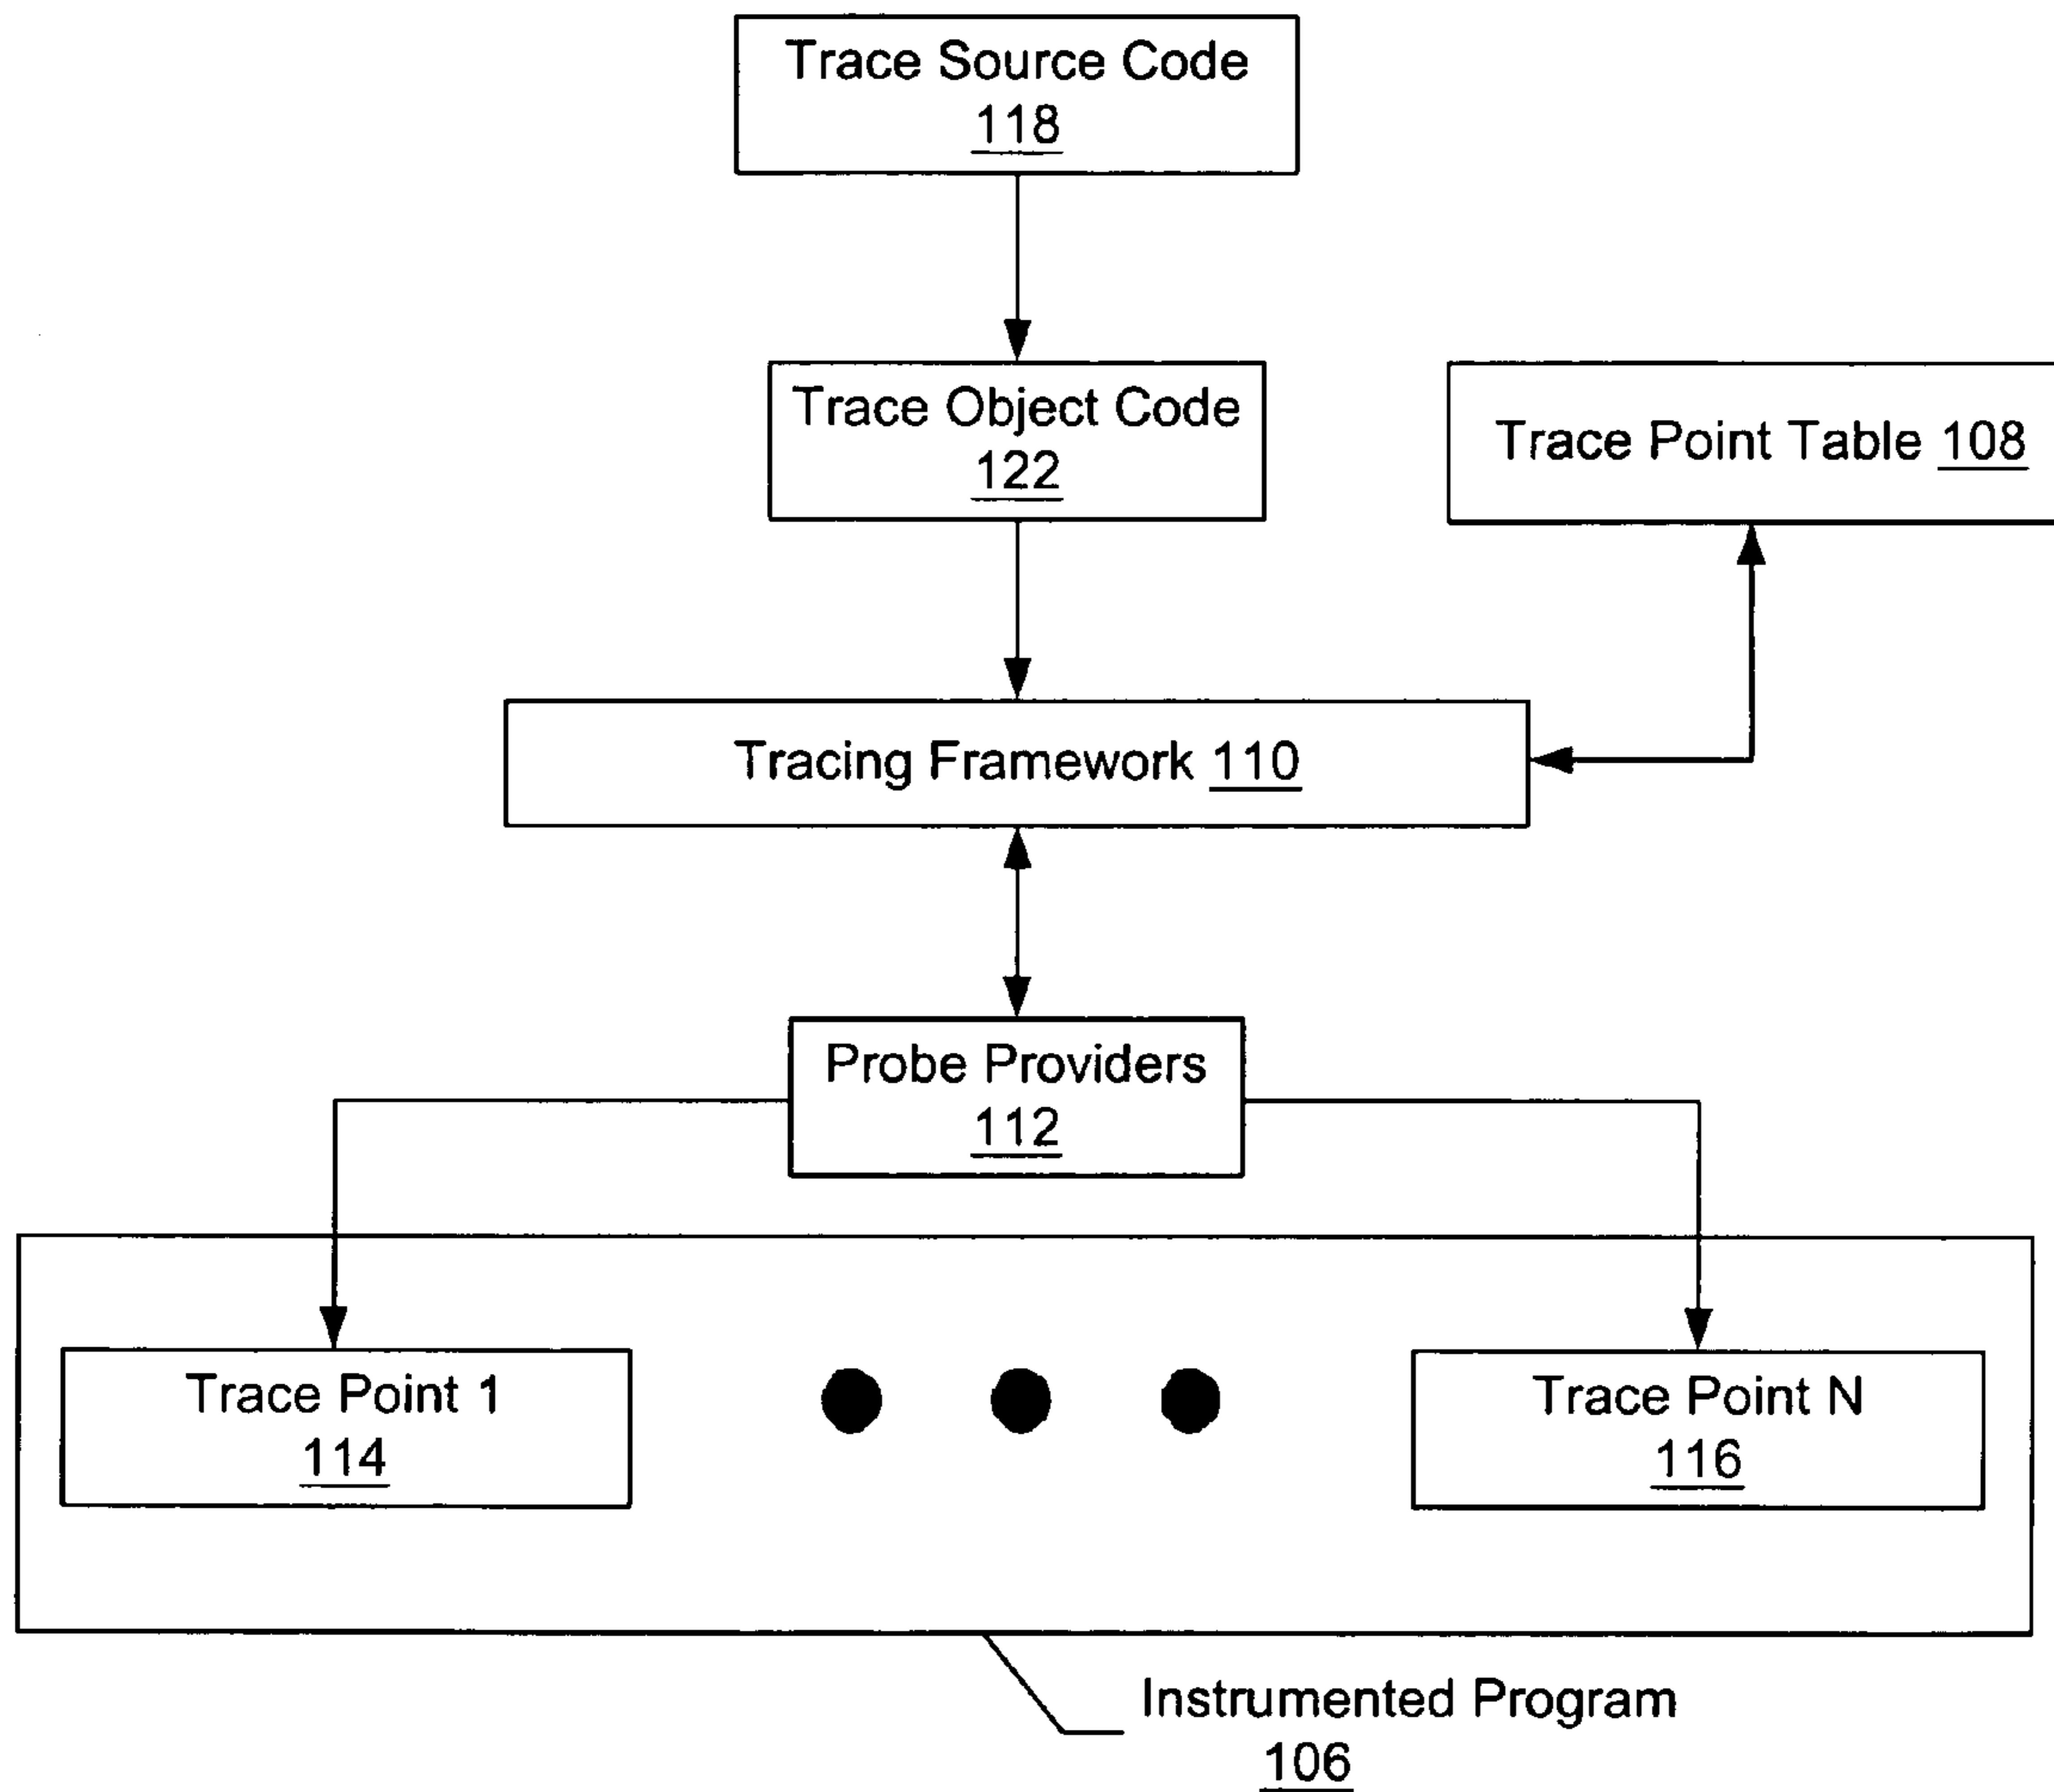 Trace Source Code
118
Trace Object Code
122
Trace Point Table 108
Tracing Framework 110
Probe Providers
112
Trace Point 1
114
Trace Point N
116
Instrumented Program
106